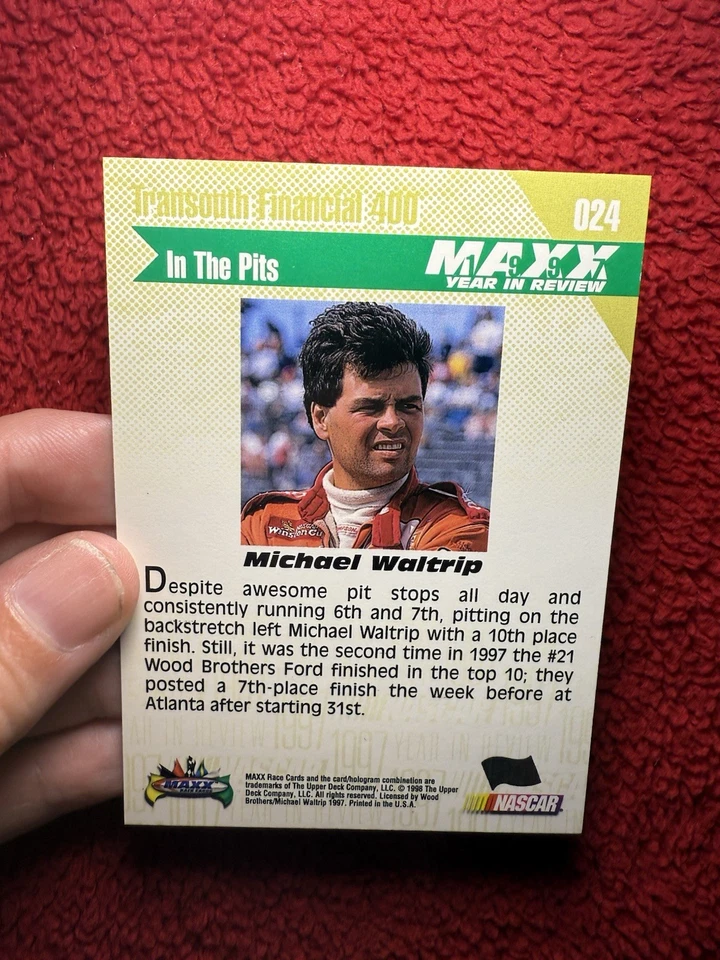 Transouth Financial 400
024
In The Pits
MAXX
1997
YEAR IN REVIEW
Winston Cu
Michael Waltrip
Despite awesome pit stops all day and
consistently running 6th and 7th, pitting on the
backstretch left Michael Waltrip with a 10th place
finish. Still, it was the second time in 1997 the #21
Wood Brothers Ford finished in the top 10; they
posted a 7th-place finish the week before at
Atlanta after starting 31st.
MAXX
MAXX Race Cards and the card/hologram combination are
trademarks of The Upper Deck Company, LLC. © 1998 The Upper
Deck Company, LLC. All rights reserved. Licensed by Wood
Brothers/Michael Waltrip 1997. Printed in the U.S.A.
NASCAR